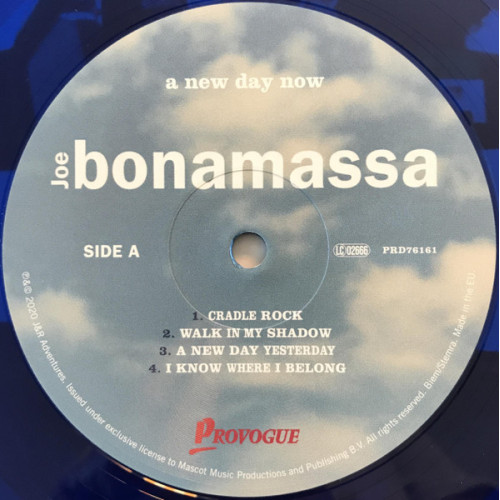 a new day now
Joe
bonamassa
SIDE A
LC 02666
PRD76161
1. CRADLE ROCK
2. WALK IN MY SHADOW
3. A NEW DAY YESTERDAY
4. I KNOW WHERE I BELONG
PROVOGUE
℗&© 2020 J&R Adventures. Issued under exclusive license to Mascot Music Productions and Publishing B.V. All rights reserved. Biem/Stemra. Made in the EU